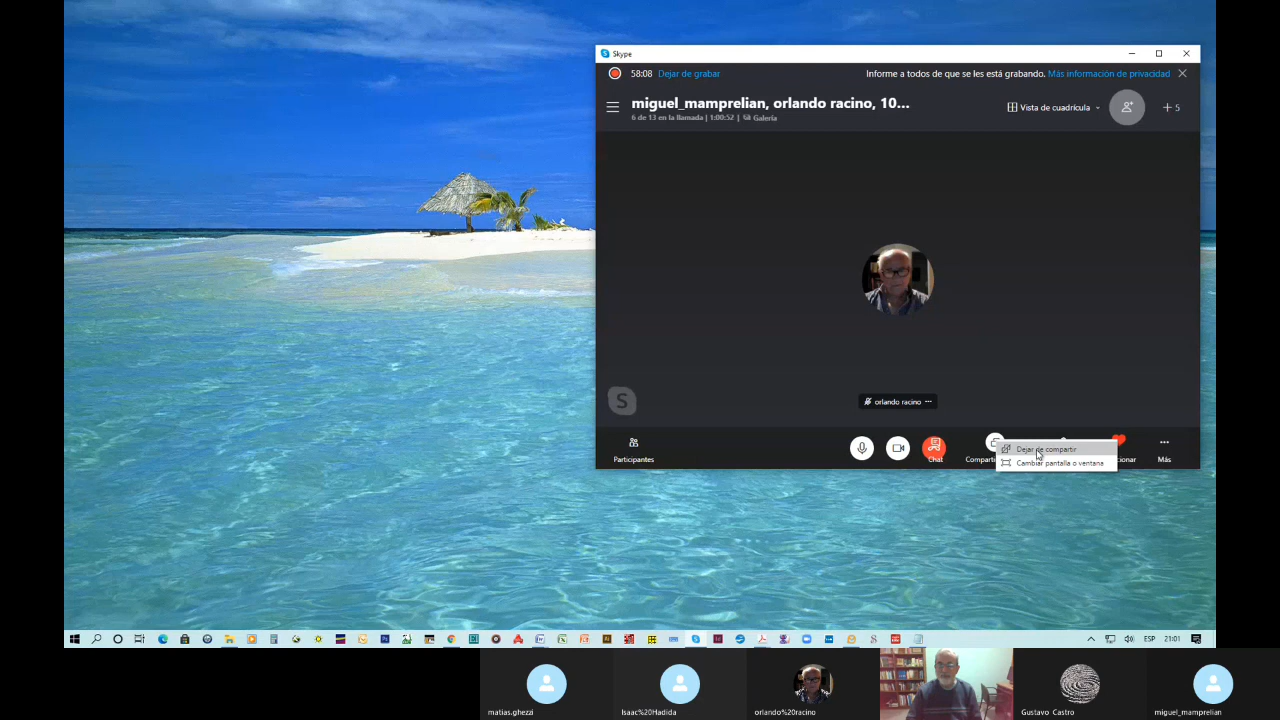 Skype
58:08 Dejar de grabar
Informe a todos de que se les está grabando. Más información de privacidad
miguel_mamprelian, orlando racino, 10...
6 de 13 en la llamada | 1:00:52 | Galería
Vista de cuadrícula
5
S
orlando racino
Participantes
Chat
Comparti
cionar
Más
Dejar de compartir
Cambiar pantalla o ventana
ESP
21:01
matias.ghezzi
Isaac%20Hadida
orlando%20racino
Gustavo Castro
miguel_mamprelian